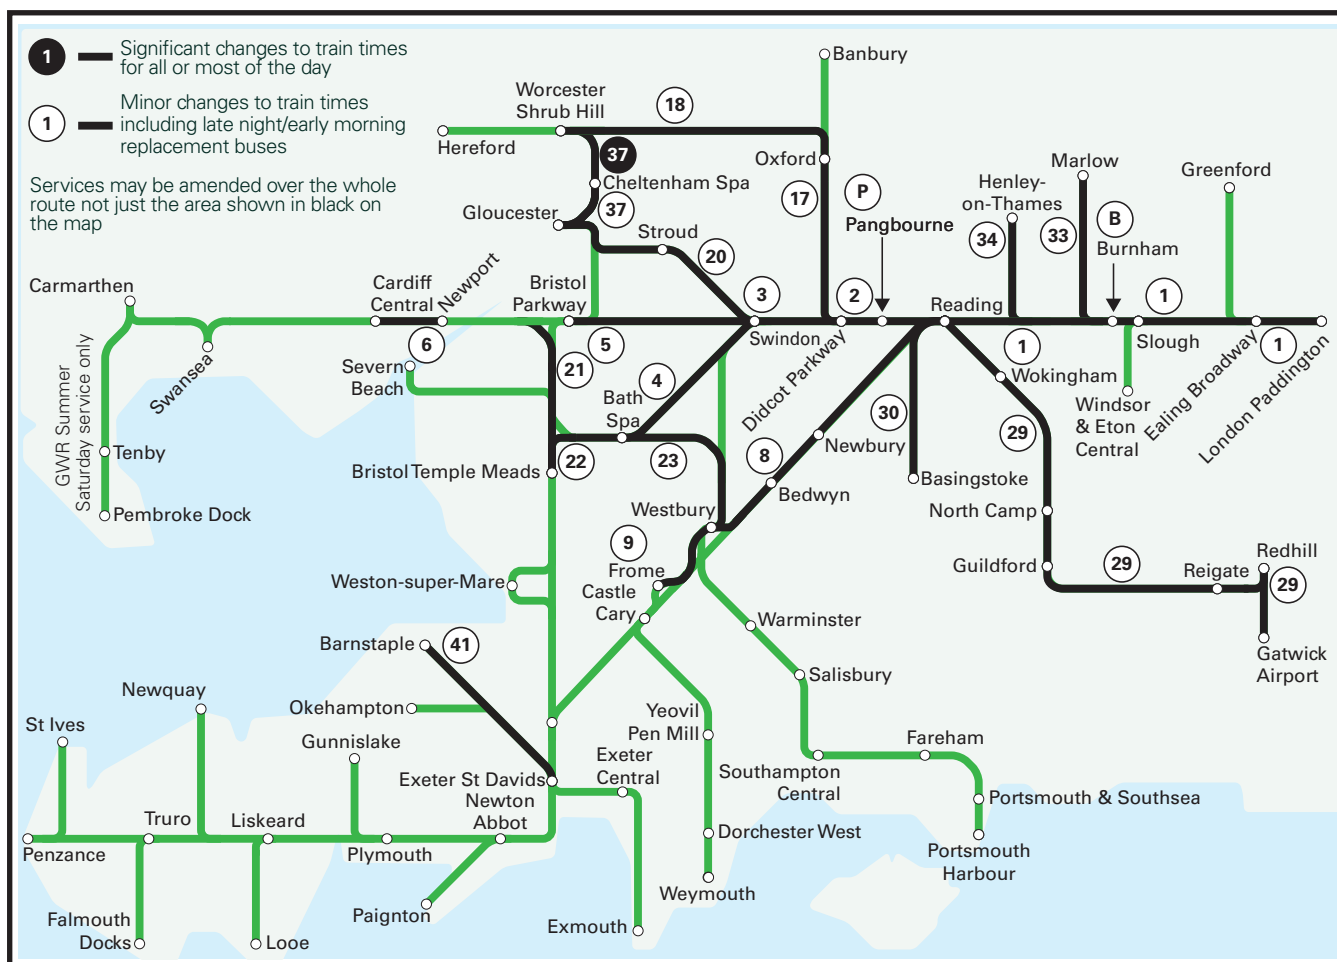 1
Significant changes to train times
for all or most of the day
1
Minor changes to train times
including late night/early morning
replacement buses
Services may be amended over the whole
route not just the area shown in black on
the map
Banbury
Worcester
Shrub Hill
18
Hereford
37
Oxford
Marlow
Greenford
Cheltenham Spa
Henley-
on-Thames
17
P
37
Gloucester
Stroud
Pangbourne
34
33
B
Burnham
20
Carmarthen
Cardiff
Central
Newport
Bristol
Parkway
3
2
Reading
1
6
5
Swindon
Didcot Parkway
1
Slough
Ealing Broadway
1
London Paddington
Swansea
Severn
Beach
21
4
Wokingham
Windsor
& Eton
Central
GWR Summer
Saturday service only
Bath
Spa
30
29
Tenby
Newbury
Bristol Temple Meads
22
23
8
Basingstoke
Bedwyn
Pembroke Dock
Westbury
North Camp
9
Frome
Guildford
29
Reigate
Redhill
29
Weston-super-Mare
Castle
Cary
Warminster
Barnstaple
41
Gatwick
Airport
Salisbury
Newquay
Okehampton
St Ives
Gunnislake
Yeovil
Pen Mill
Fareham
Exeter St Davids
Exeter
Central
Southampton
Central
Newton
Abbot
Portsmouth & Southsea
Truro
Liskeard
Penzance
Plymouth
Dorchester West
Portsmouth
Harbour
Weymouth
Falmouth
Docks
Looe
Paignton
Exmouth